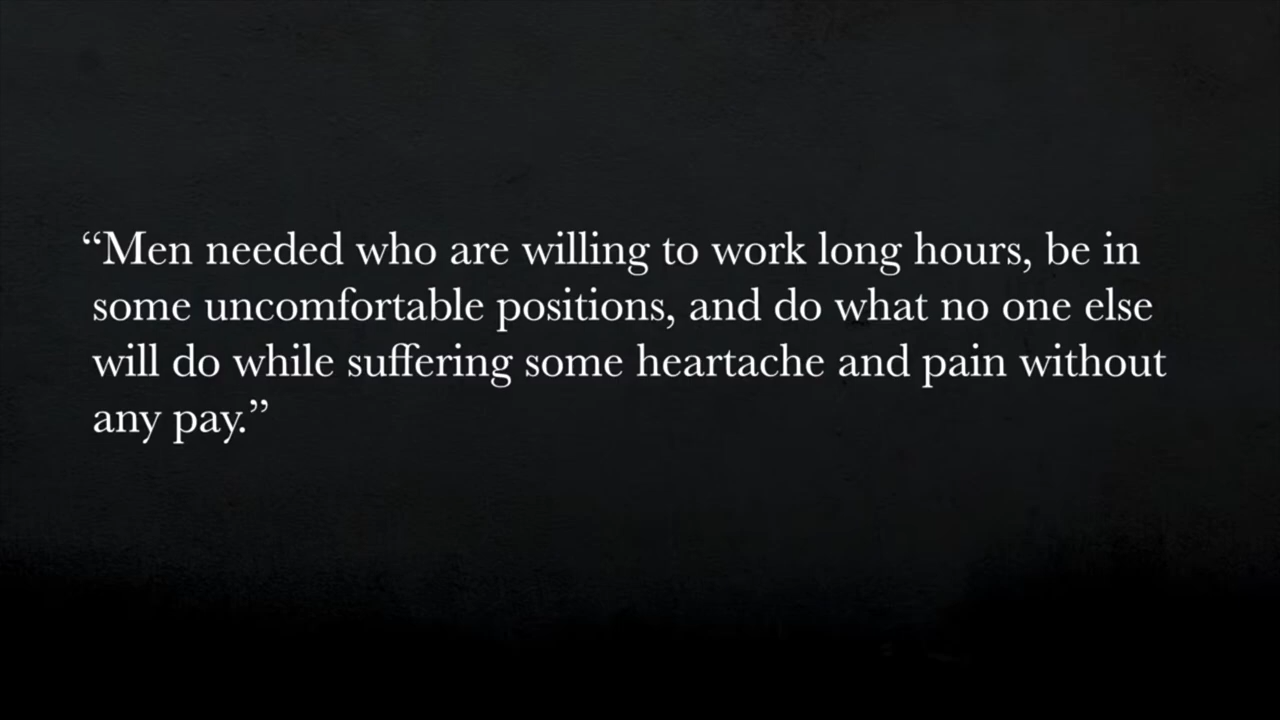 “Men needed who are willing to work long hours, be in
some uncomfortable positions, and do what no one else
will do while suffering some heartache and pain without
any pay.”